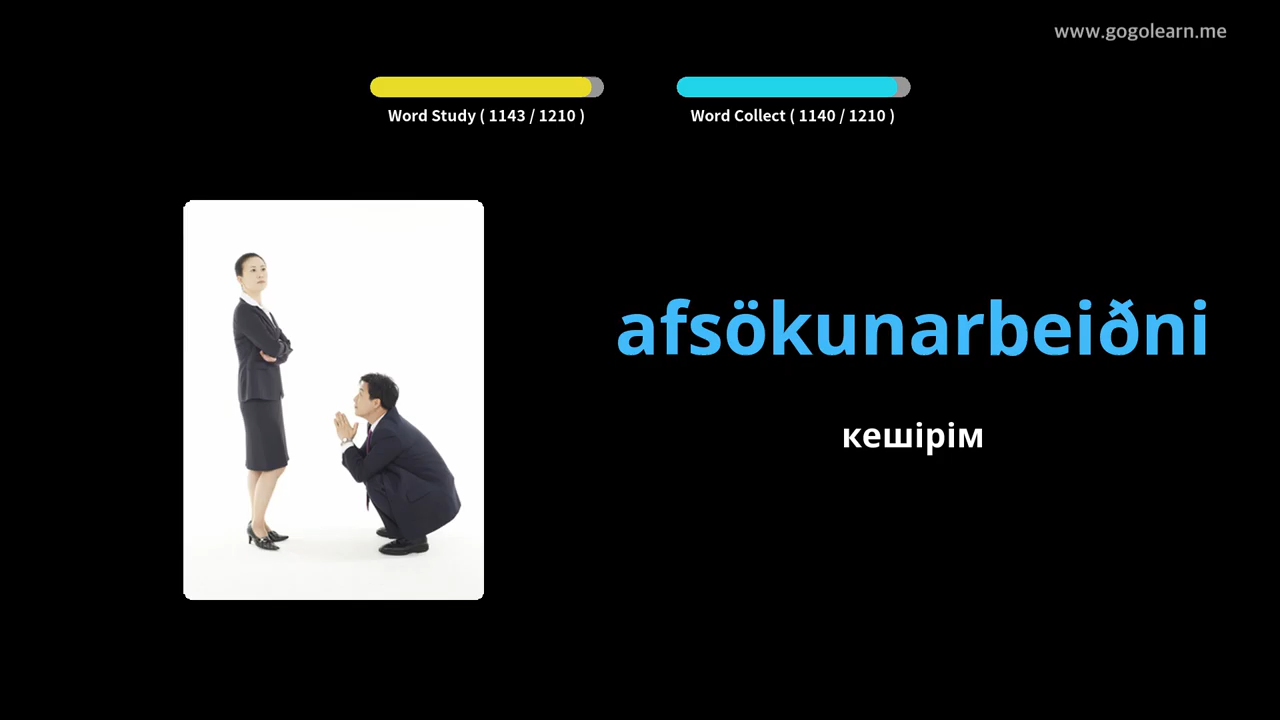 www.gogolearn.me
Word Study ( 1143 / 1210 )
Word Collect ( 1140 / 1210 )
afsökunarbeiðni
кешірім